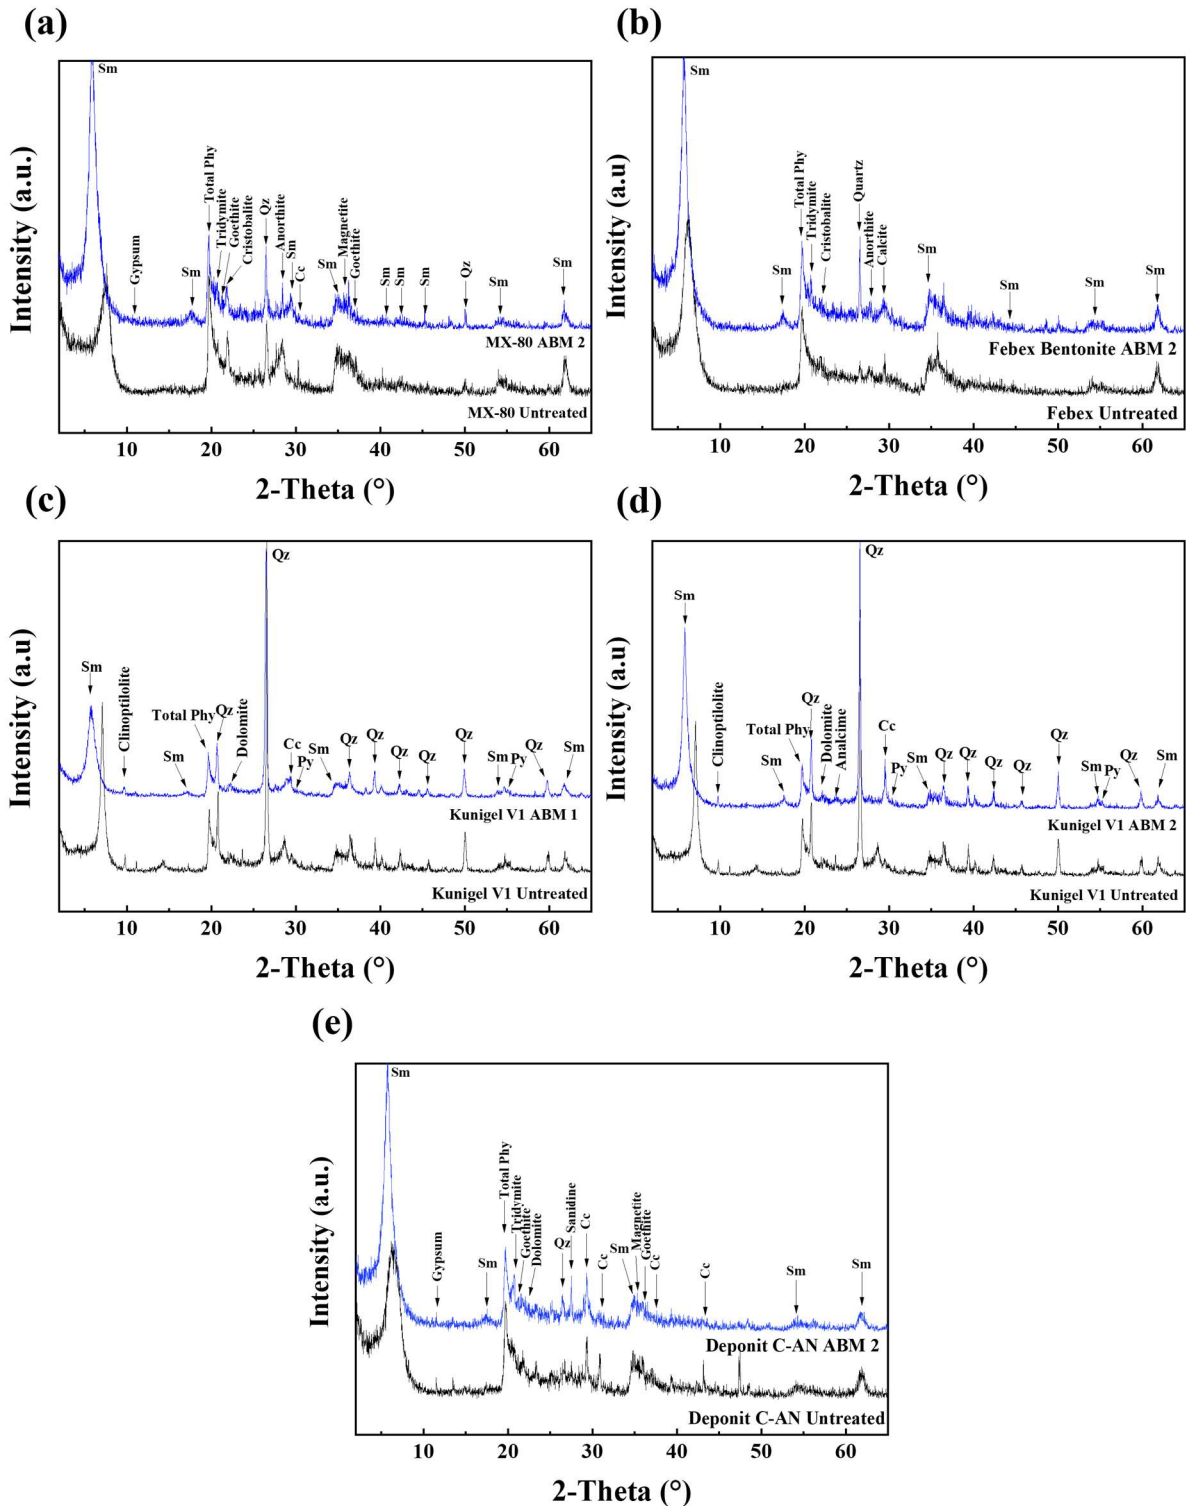 (a)
Intensity (a.u.)
Sm
Gypsum
Sm
Total Phy
Tridymite
Goethite
Cristobalite
Qz
Anorthite
Sm
Cc
Sm
Magnetite
Goethite
Sm
Sm
Sm
Qz
Sm
Sm
MX-80 ABM 2
MX-80 Untreated
10 20 30 40 50 60
2-Theta (°)
(b)
Intensity (a.u)
Sm
Sm
Total Phy
Tridymite
Cristobalite
Quartz
Anorthite
Calcite
Sm
Sm
Sm
Sm
Febex Bentonite ABM 2
Febex Untreated
10 20 30 40 50 60
2-Theta (°)
(c)
Intensity (a.u)
Sm
Clinoptilolite
Sm
Total Phy
Qz
Dolomite
Qz
Cc
Py
Sm
Qz
Qz
Qz
Qz
Qz
Sm
Py
Qz
Sm
Kunigel V1 ABM 1
Kunigel V1 Untreated
10 20 30 40 50 60
2-Theta (°)
(d)
Intensity (a.u)
Sm
Clinoptilolite
Sm
Total Phy
Qz
Dolomite
Analcime
Qz
Cc
Py
Sm
Qz
Qz
Qz
Qz
Qz
Sm
Py
Qz
Sm
Kunigel V1 ABM 2
Kunigel V1 Untreated
10 20 30 40 50 60
2-Theta (°)
(e)
Intensity (a.u.)
Sm
Gypsum
Sm
Total Phy
Tridymite
Goethite
Dolomite
Qz
Sanidine
Cc
Cc
Sm
Magnetite
Goethite
Cc
Cc
Sm
Sm
Deponit C-AN ABM 2
Deponit C-AN Untreated
10 20 30 40 50 60
2-Theta (°)